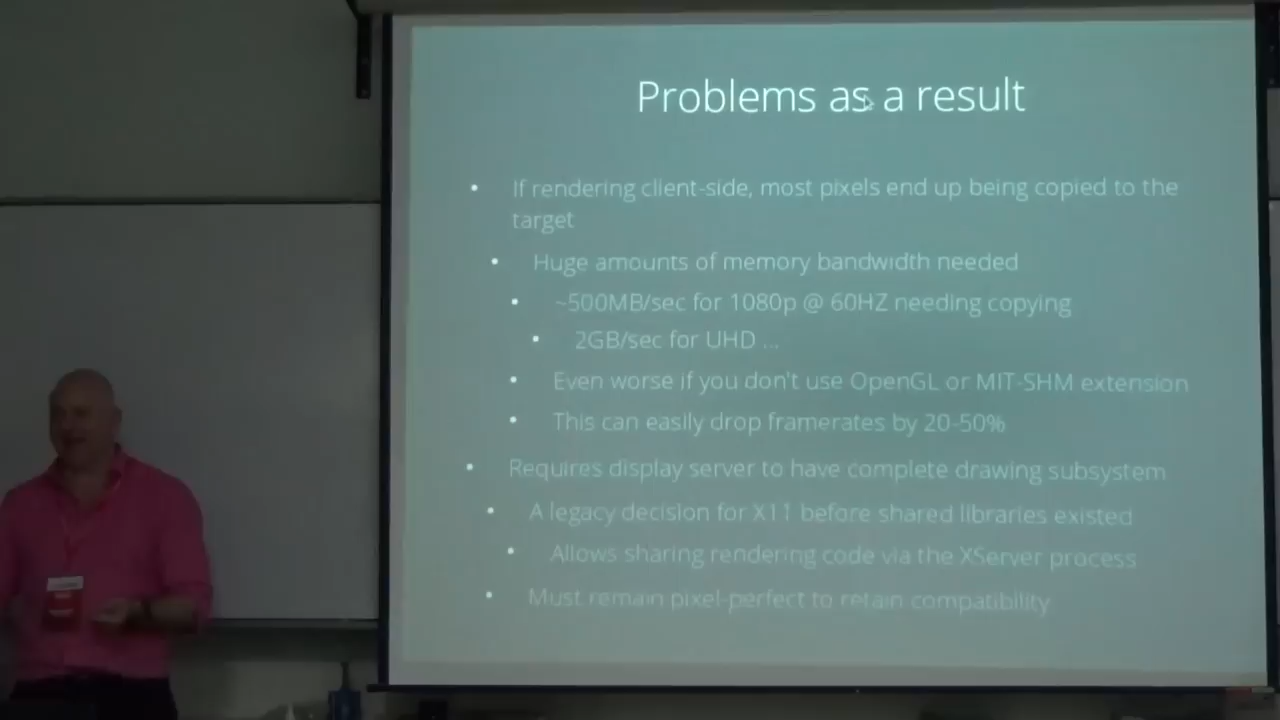 Problems as a result
• If rendering client-side, most pixels end up being copied to the
target
• Huge amounts of memory bandwidth needed
• ~500MB/sec for 1080p @ 60HZ needing copying
• 2GB/sec for UHD ...
• Even worse if you don't use OpenGL or MIT-SHM extension
• This can easily drop framerates by 20-50%
• Requires display server to have complete drawing subsystem
• A legacy decision for X11 before shared libraries existed
• Allows sharing rendering code via the XServer process
• Must remain pixel-perfect to retain compatibility